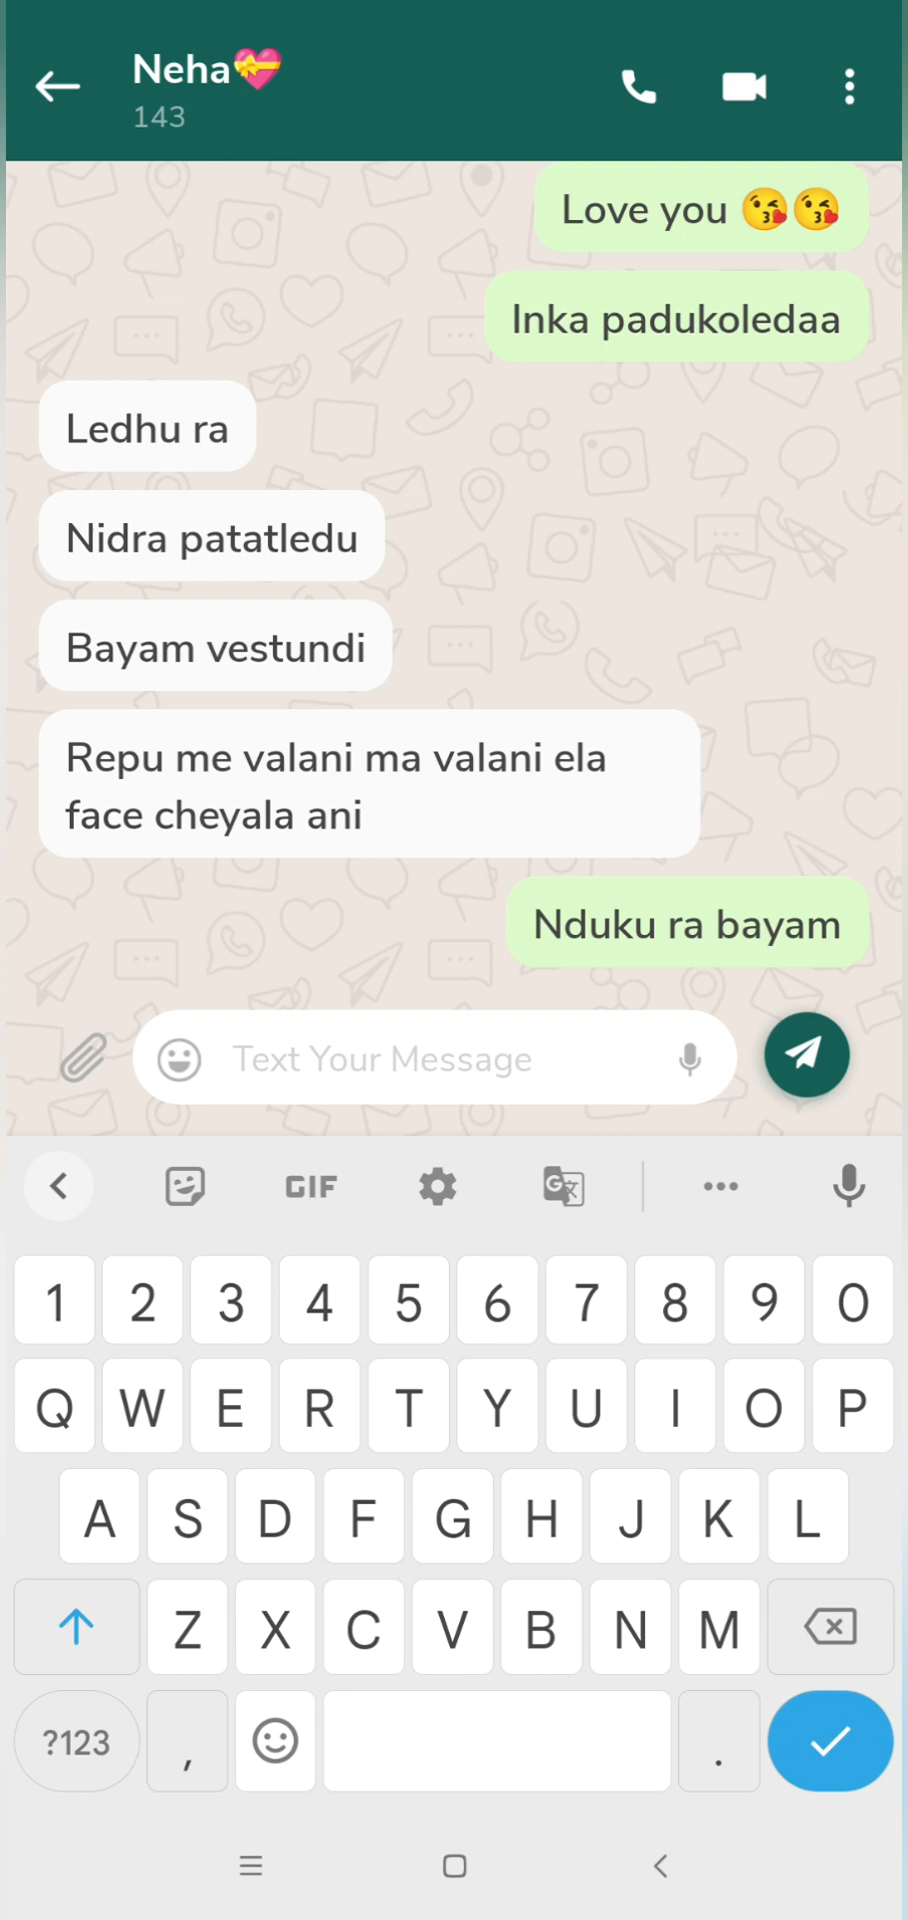 Neha💝
143
Love you 😘😘
Inka padukoledaa
Ledhu ra
Nidra patatledu
Bayam vestundi
Repu me valani ma valani ela
face cheyala ani
Nduku ra bayam
Text Your Message
GIF
1 2 3 4 5 6 7 8 9 0
Q W E R T Y U I O P
A S D F G H J K L
Z X C V B N M
?123 , .